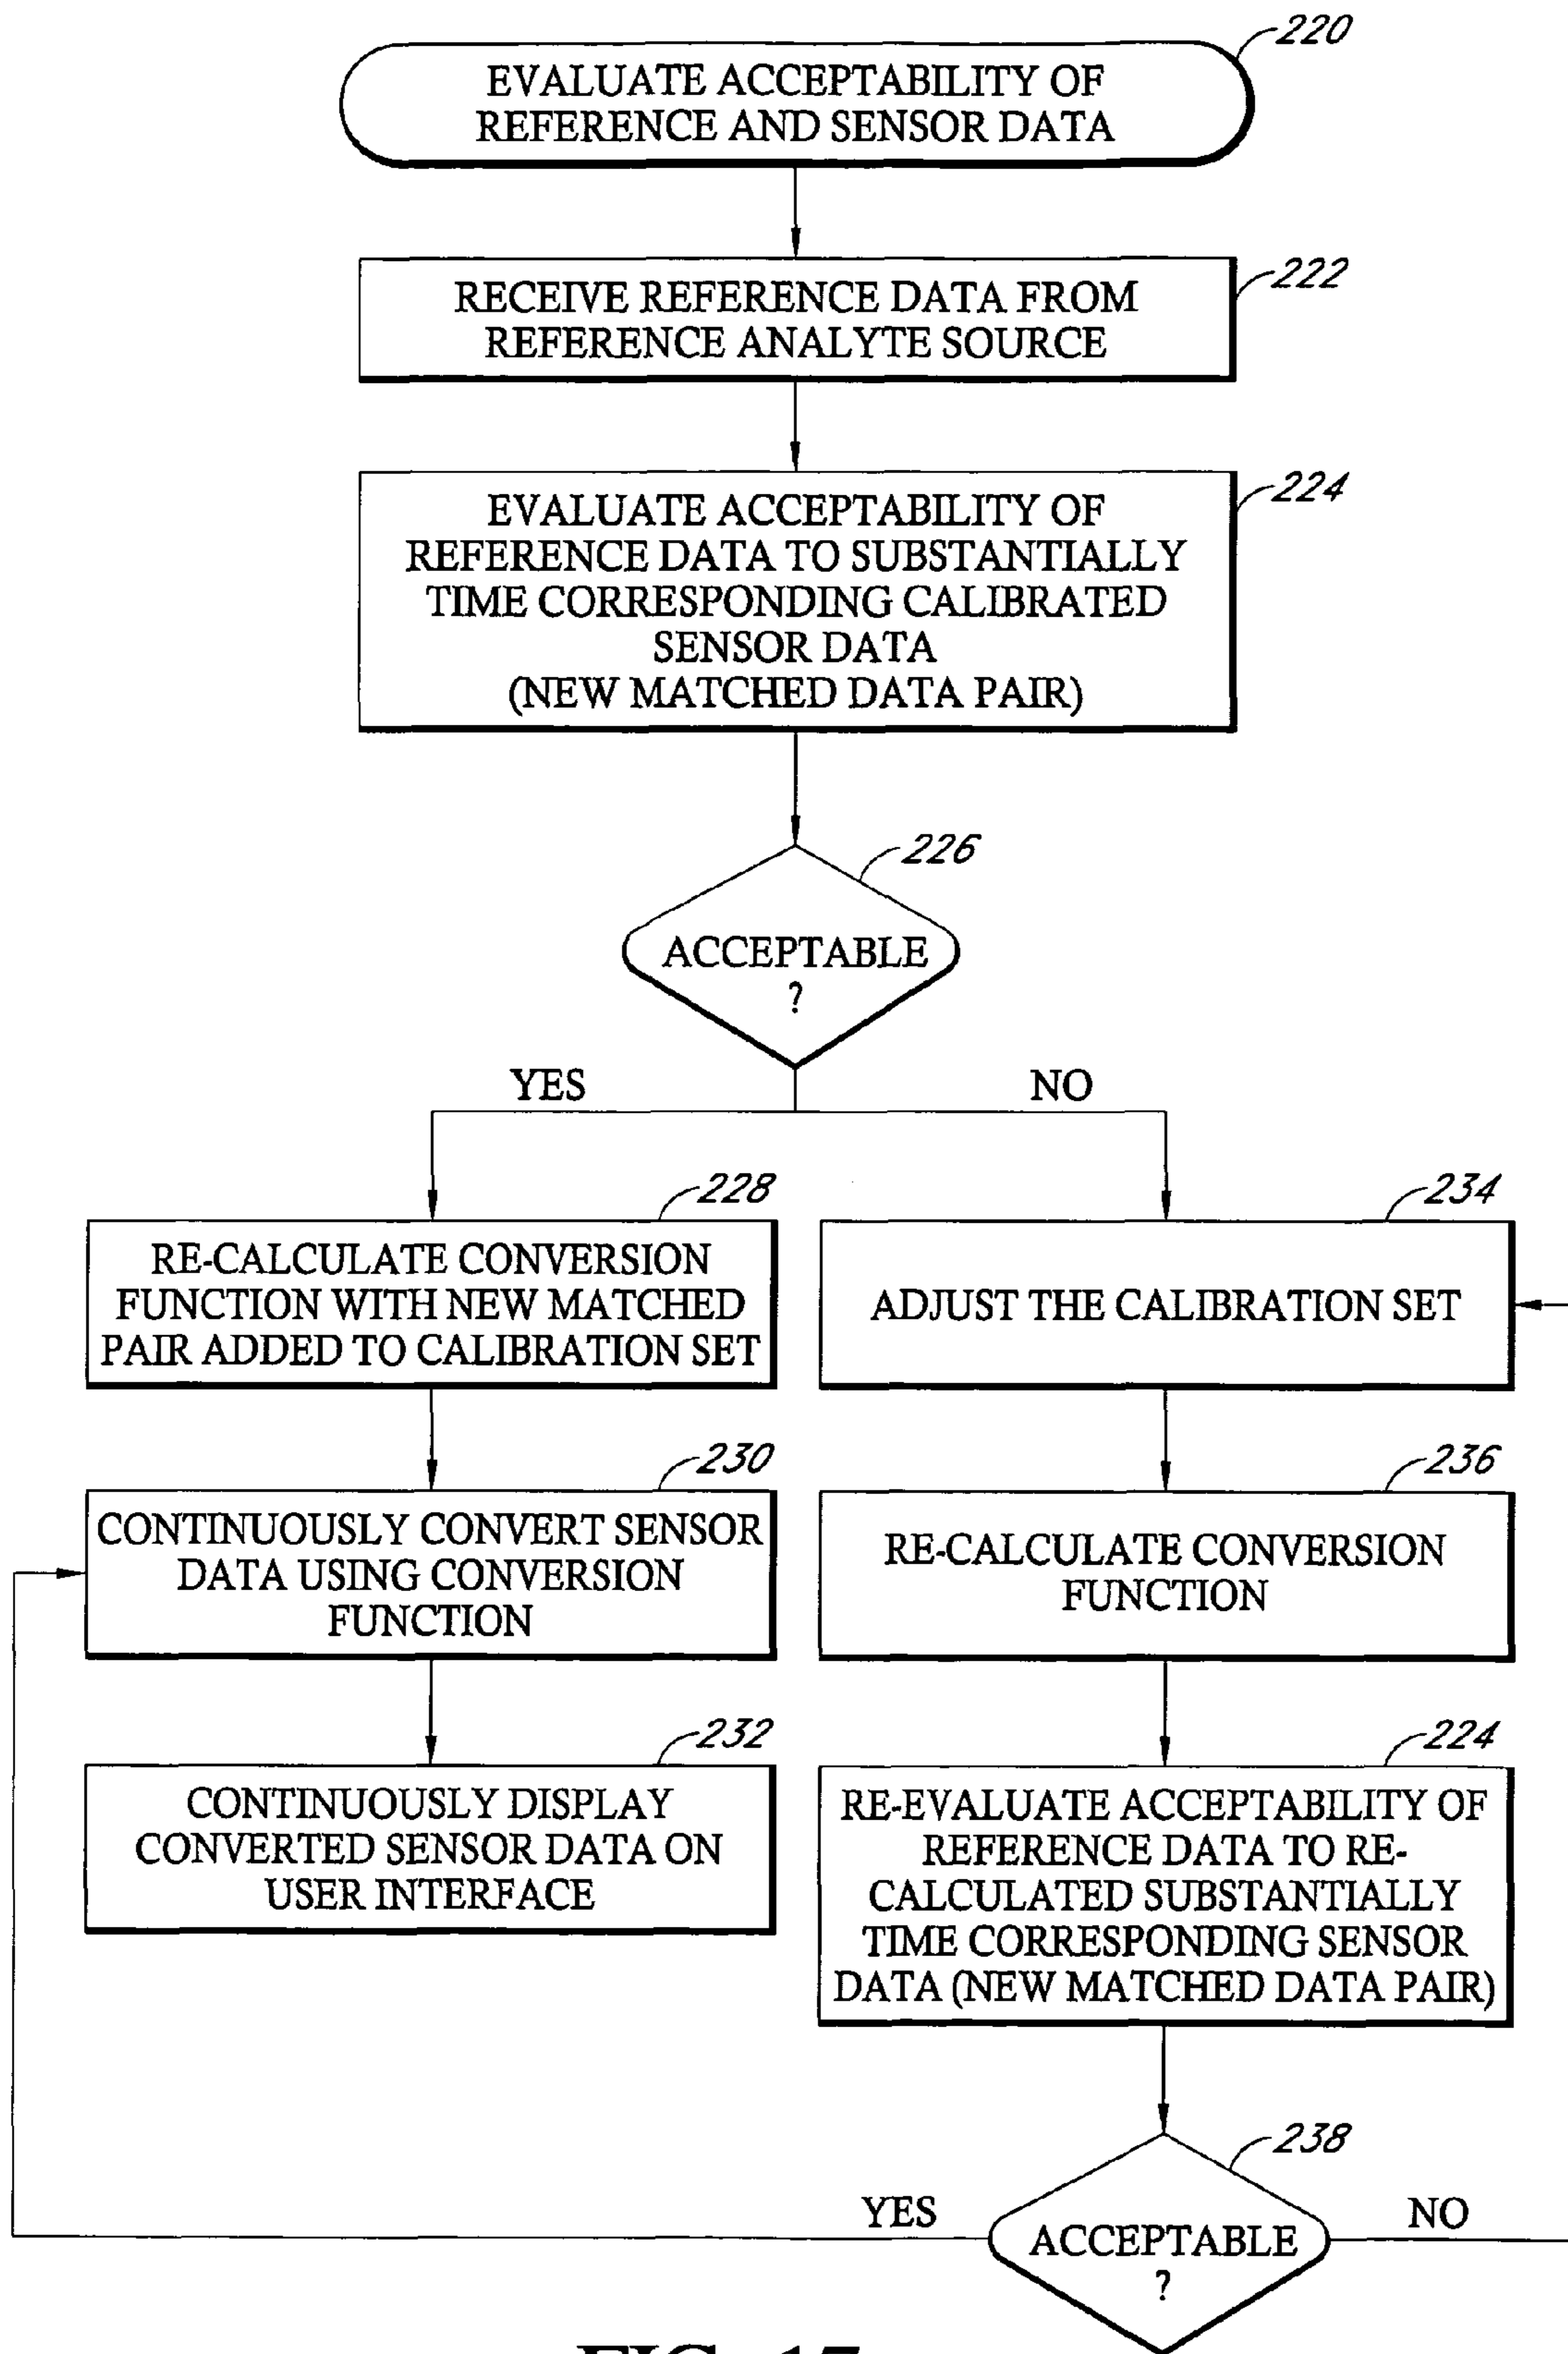 220
EVALUATE ACCEPTABILITY OF
REFERENCE AND SENSOR DATA
222
RECEIVE REFERENCE DATA FROM
REFERENCE ANALYTE SOURCE
224
EVALUATE ACCEPTABILITY OF
REFERENCE DATA TO SUBSTANTIALLY
TIME CORRESPONDING CALIBRATED
SENSOR DATA
(NEW MATCHED DATA PAIR)
226
ACCEPTABLE
?
YES
NO
228
RE-CALCULATE CONVERSION
FUNCTION WITH NEW MATCHED
PAIR ADDED TO CALIBRATION SET
234
ADJUST THE CALIBRATION SET
230
CONTINUOUSLY CONVERT SENSOR
DATA USING CONVERSION
FUNCTION
236
RE-CALCULATE CONVERSION
FUNCTION
232
CONTINUOUSLY DISPLAY
CONVERTED SENSOR DATA ON
USER INTERFACE
224
RE-EVALUATE ACCEPTABILITY OF
REFERENCE DATA TO RE-
CALCULATED SUBSTANTIALLY
TIME CORRESPONDING SENSOR
DATA (NEW MATCHED DATA PAIR)
238
YES
ACCEPTABLE
?
NO